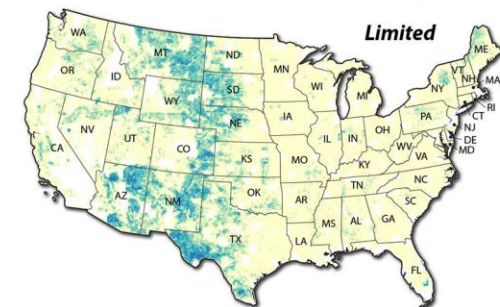 Limited
WA
MT
ND
MN
ME
OR
ID
SD
WI
MI
VT
NH
MA
NY
WY
IA
PA
RI
CT
NJ
DE
MD
NV
NE
IL
IN
OH
WV
VA
CA
UT
CO
KS
MO
KY
NC
TN
AZ
NM
OK
AR
SC
TX
MS
AL
GA
LA
FL